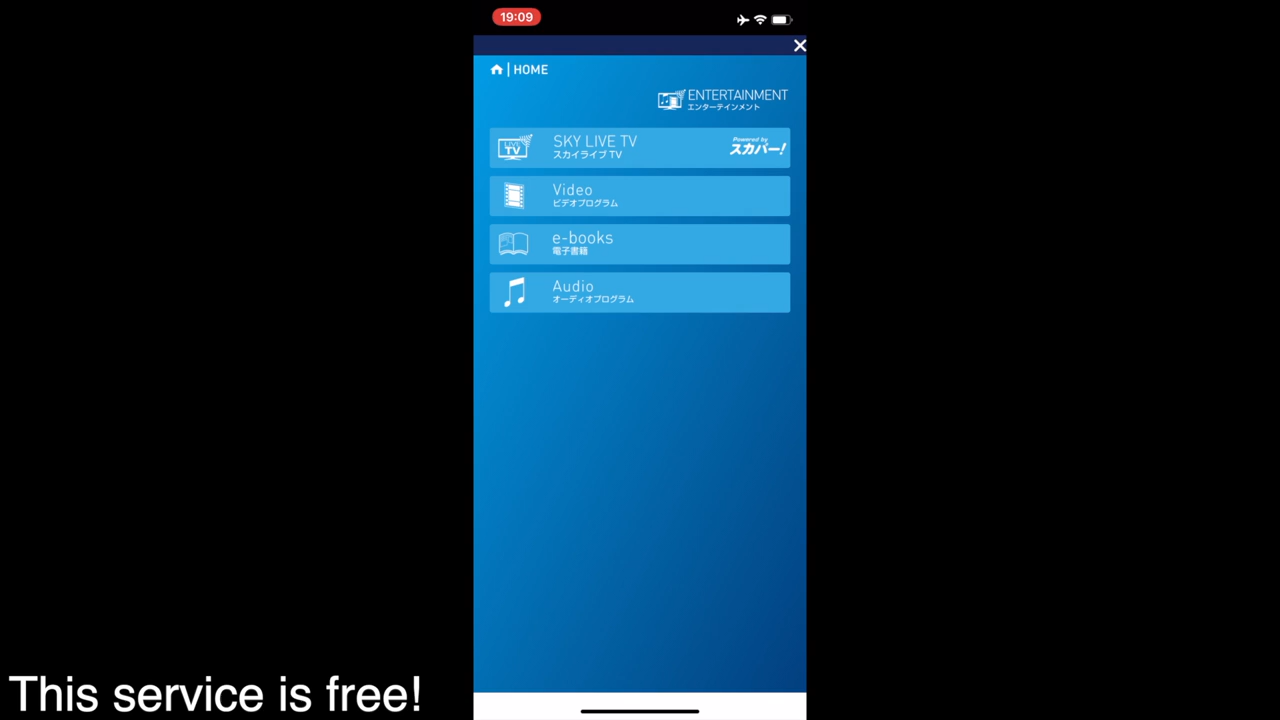 19:09
HOME
ENTERTAINMENT
エンターテインメント
LIVE
TV
SKY LIVE TV
スカイライブ TV
Powered by
スカパー!
Video
ビデオプログラム
e-books
電子書籍
Audio
オーディオプログラム
This service is free!